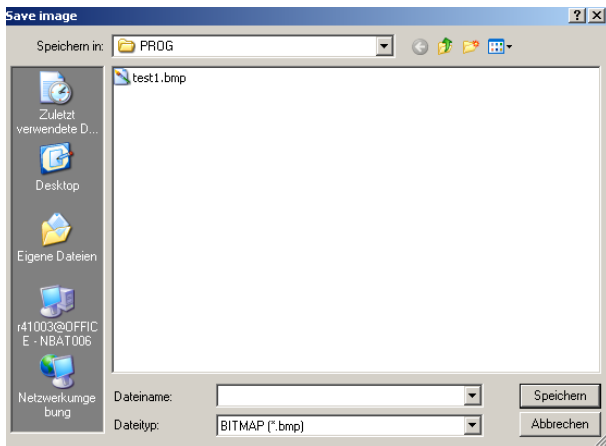 Save image
Speichern in:
PROG
test1.bmp
Zuletzt
verwendete D...
Desktop
Eigene Dateien
r41003@OFFIC
E - NBAT006
Netzwerkumge
bung
Dateiname:
Speichern
Dateityp:
BITMAP (*.bmp)
Abbrechen